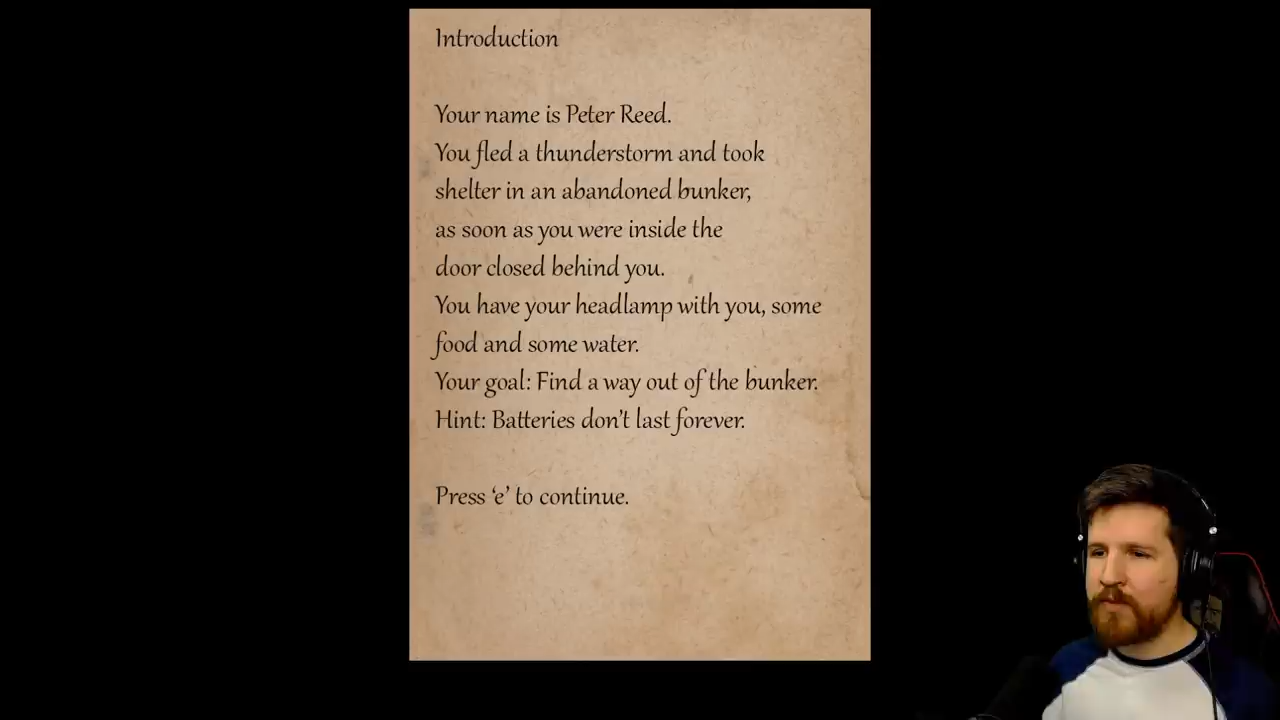 Introduction
Your name is Peter Reed.
You fled a thunderstorm and took
shelter in an abandoned bunker,
as soon as you were inside the
door closed behind you.
You have your headlamp with you, some
food and some water.
Your goal: Find a way out of the bunker.
Hint: Batteries don't last forever.
Press ‘e’ to continue.